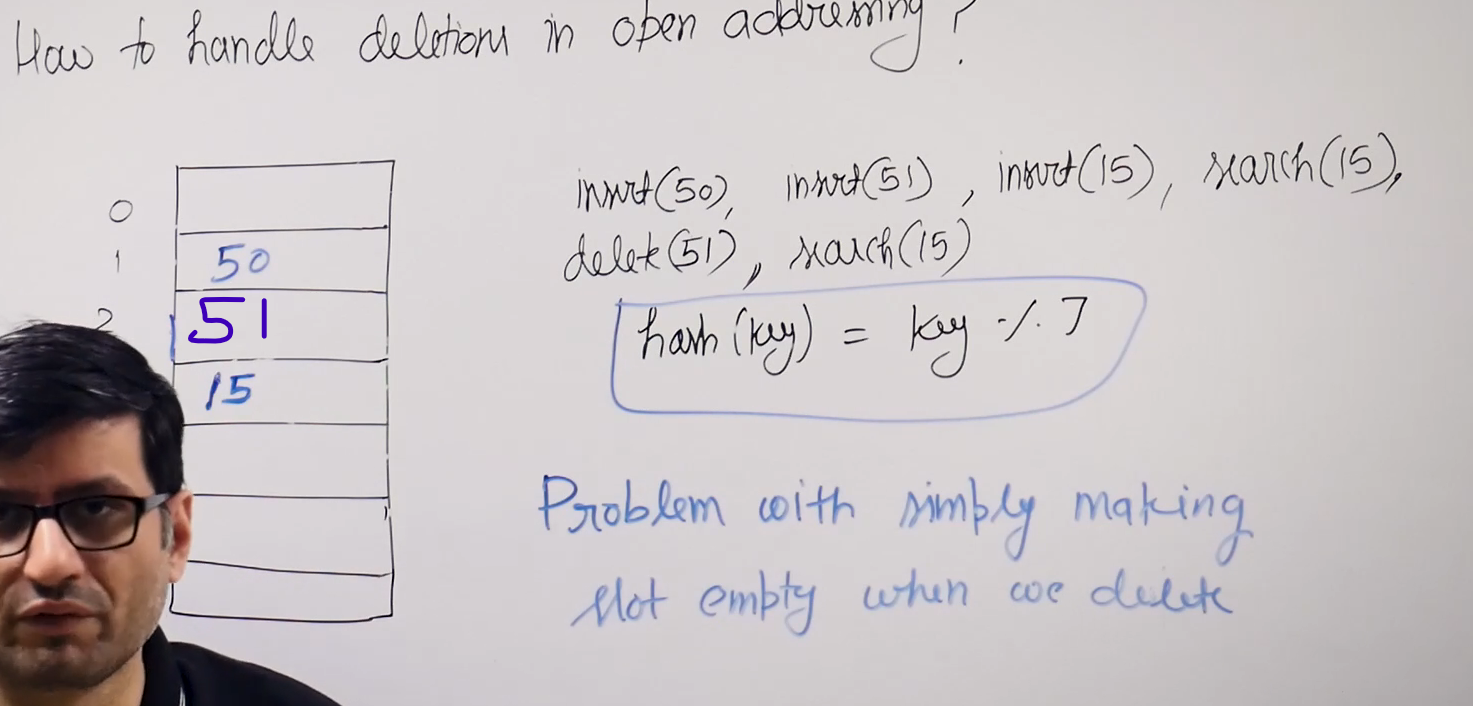 How to handle deletions in open addressing?
0
1
50
2
51
15
insert(50), insert(51), insert(15), search(15),
delete(51), search(15)
hash(key) = key % 7
Problem with simply making
slot empty when we delete